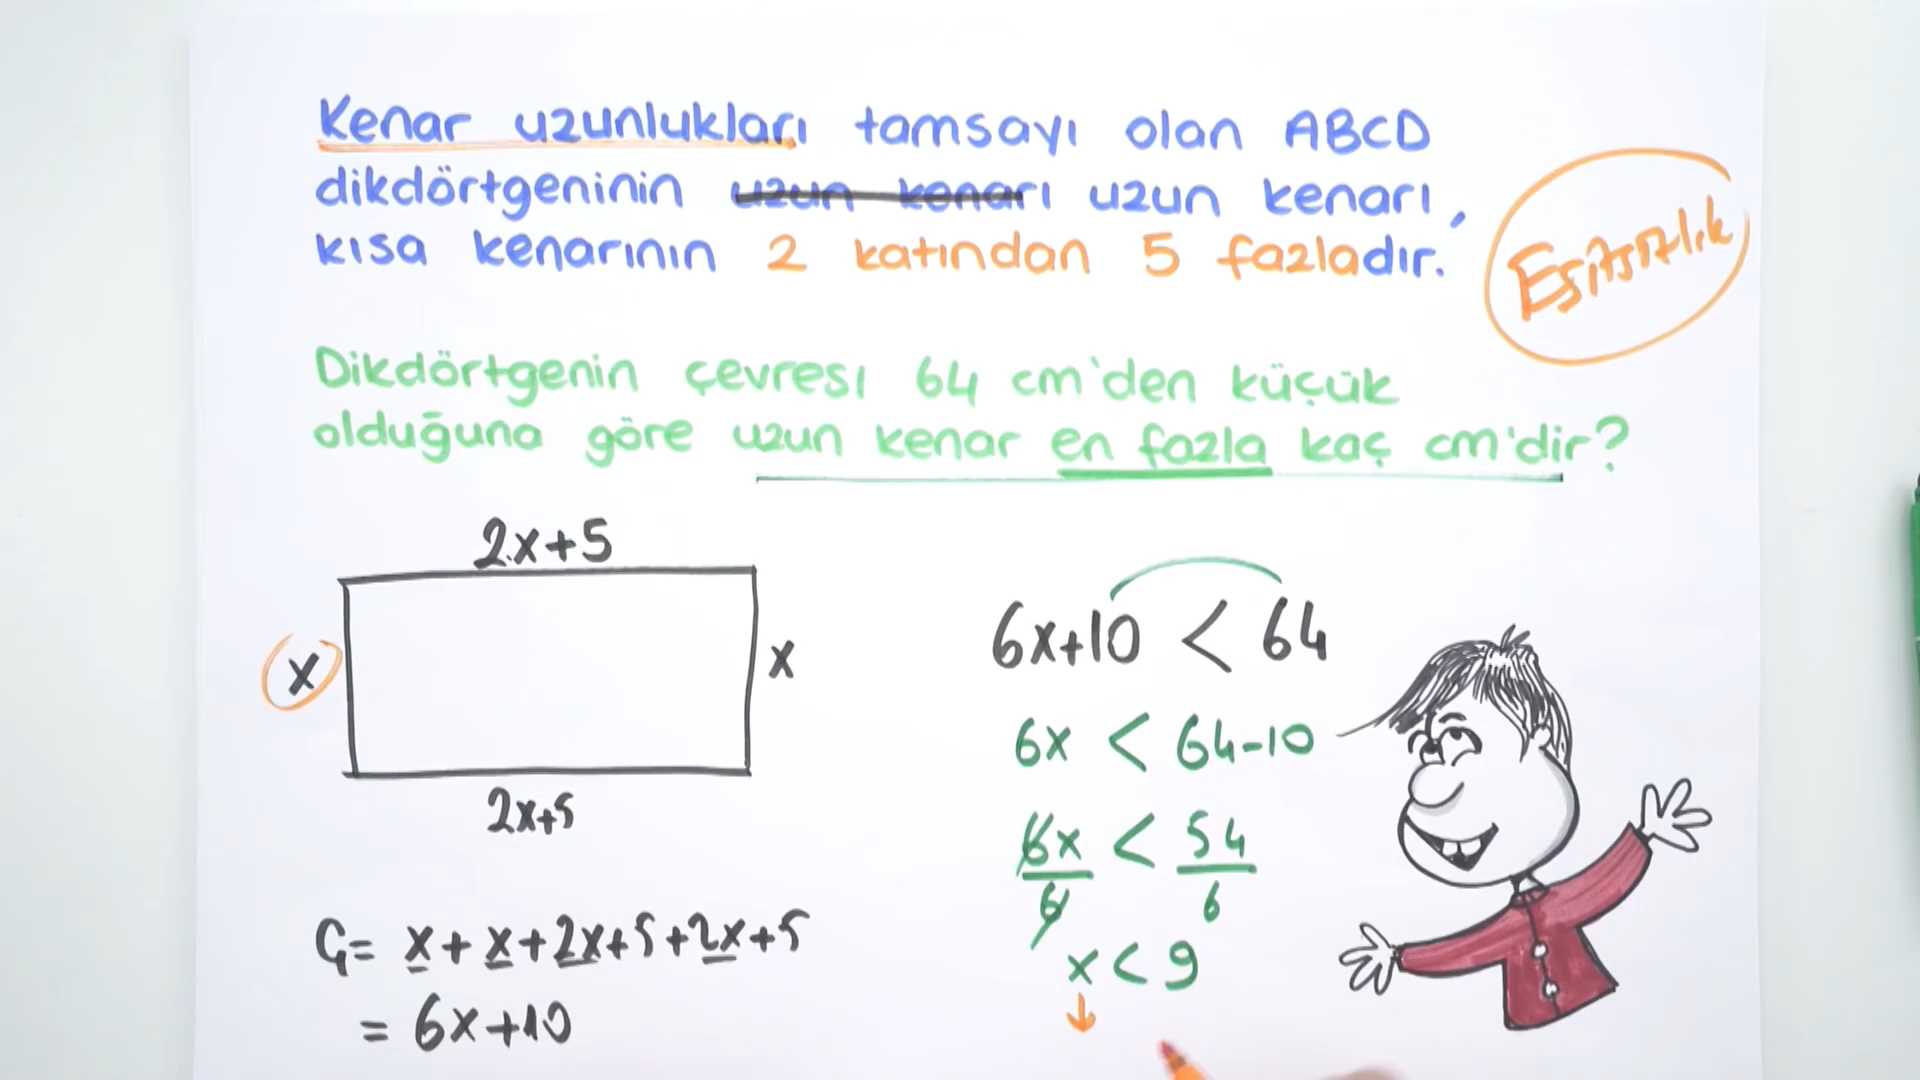 Kenar uzunlukları tamsayı olan ABCD
dikdörtgeninin uzun kenarı uzun kenarı,
kısa kenarının 2 katından 5 fazladır.
Eşitsizlik
Dikdörtgenin çevresi 64 cm'den küçük
olduğuna göre uzun kenar en fazla kaç cm'dir?
2x+5
x
x
2x+5
Ç= x+x+2x+5+2x+5
= 6x+10
6x+10 < 64
6x < 64-10
6x/6 < 54/6
x < 9